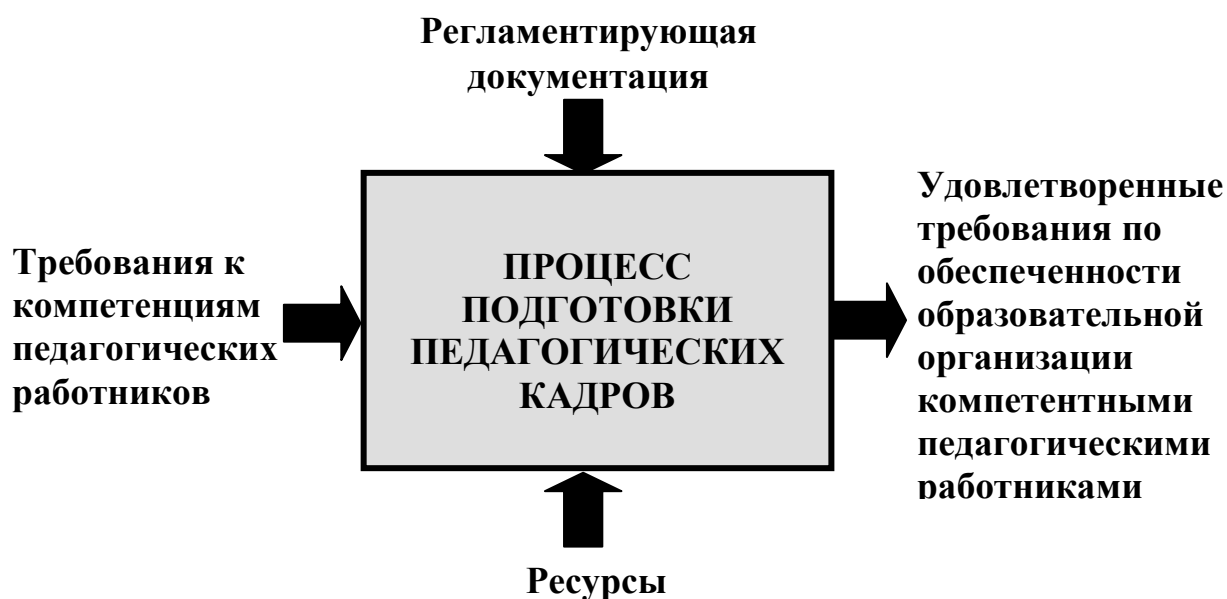 Регламентирующая
документация
Требования к
компетенциям
педагогических
работников
ПРОЦЕСС
ПОДГОТОВКИ
ПЕДАГОГИЧЕСКИХ
КАДРОВ
Удовлетворенные
требования по
обеспеченности
образовательной
организации
компетентными
педагогическими
работниками
Ресурсы